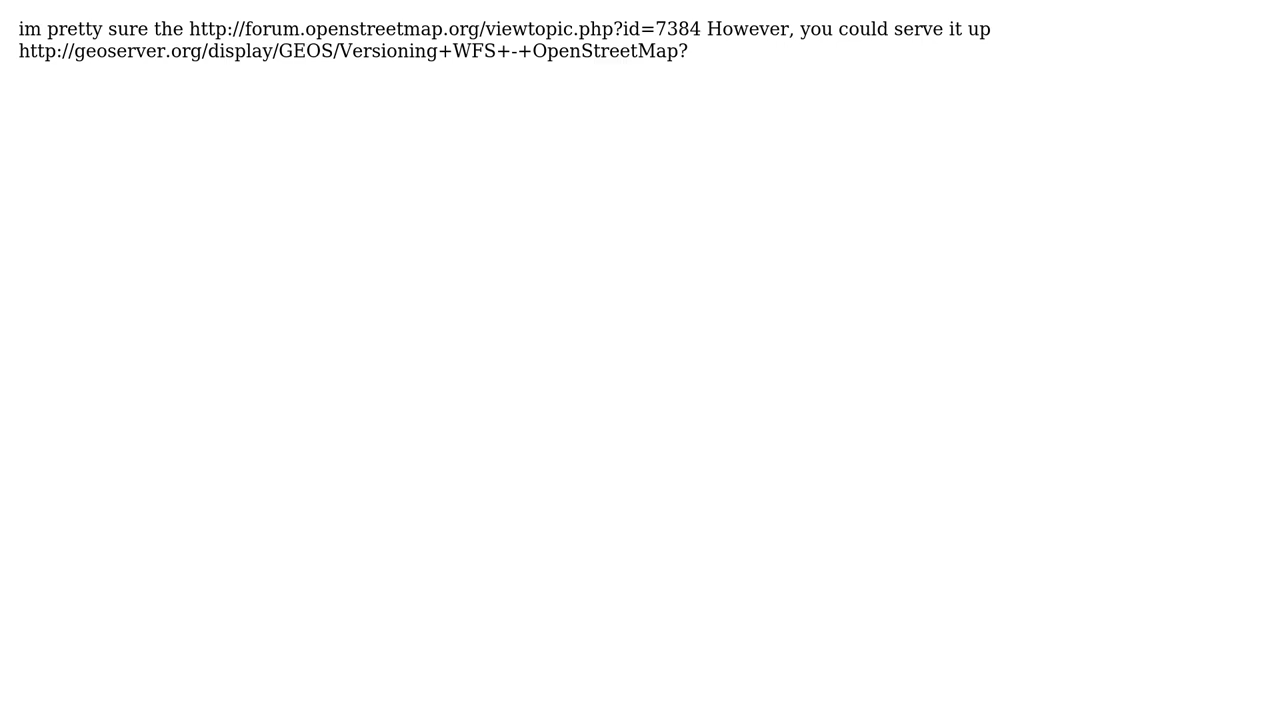 im pretty sure the http://forum.openstreetmap.org/viewtopic.php?id=7384 However, you could serve it up
http://geoserver.org/display/GEOS/Versioning+WFS+-+OpenStreetMap?